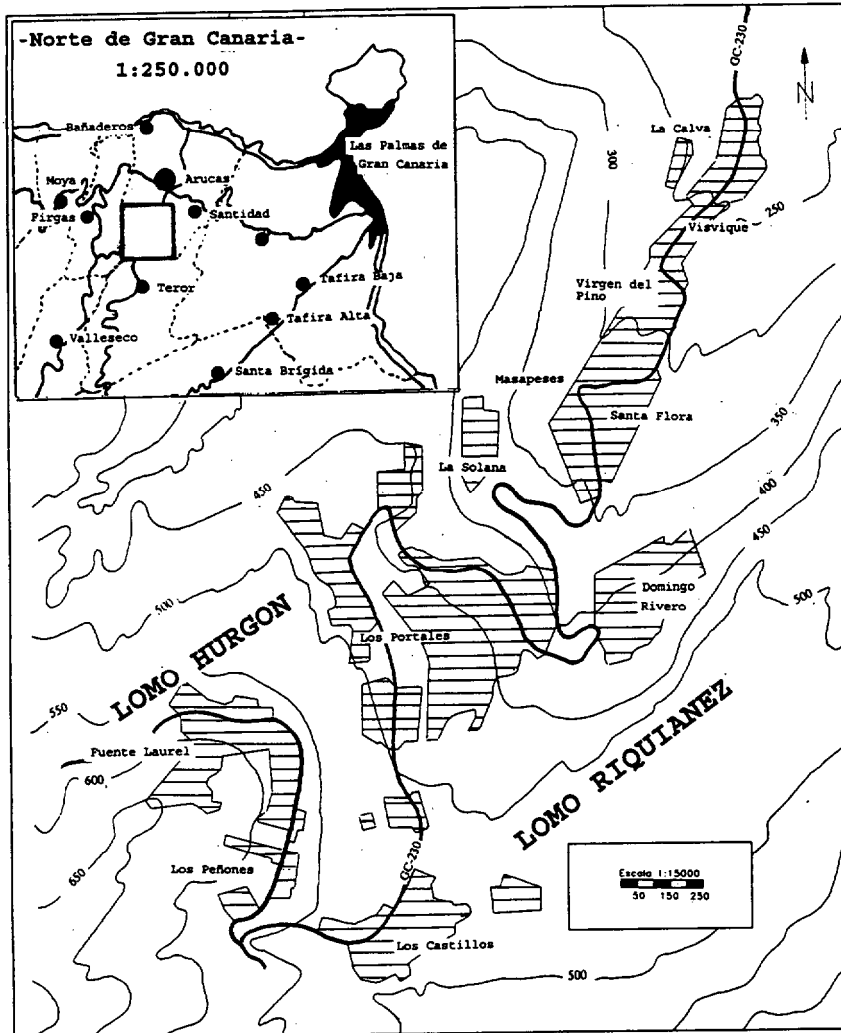 -Norte de Gran Canaria-
1:250.000
Bañaderos
Las Palmas de
Gran Canaria
Moya
Arucas
Firgas
Santidad
Teror
Tafira Baja
Tafira Alta
Valleseco
Santa Brígida
GC-230
N
La Calva
300
250
Visvique
Virgen del
Pino
Masapeses
Santa Flora
350
La Solana
400
450
450
500
Domingo
Rivero
500
LOMO HURGON
Los Portales
LOMO RIQUIANEZ
550
Fuente Laurel
600
650
Los Peñones
GC-230
Escala 1:15000
50 150 250
Los Castillos
500